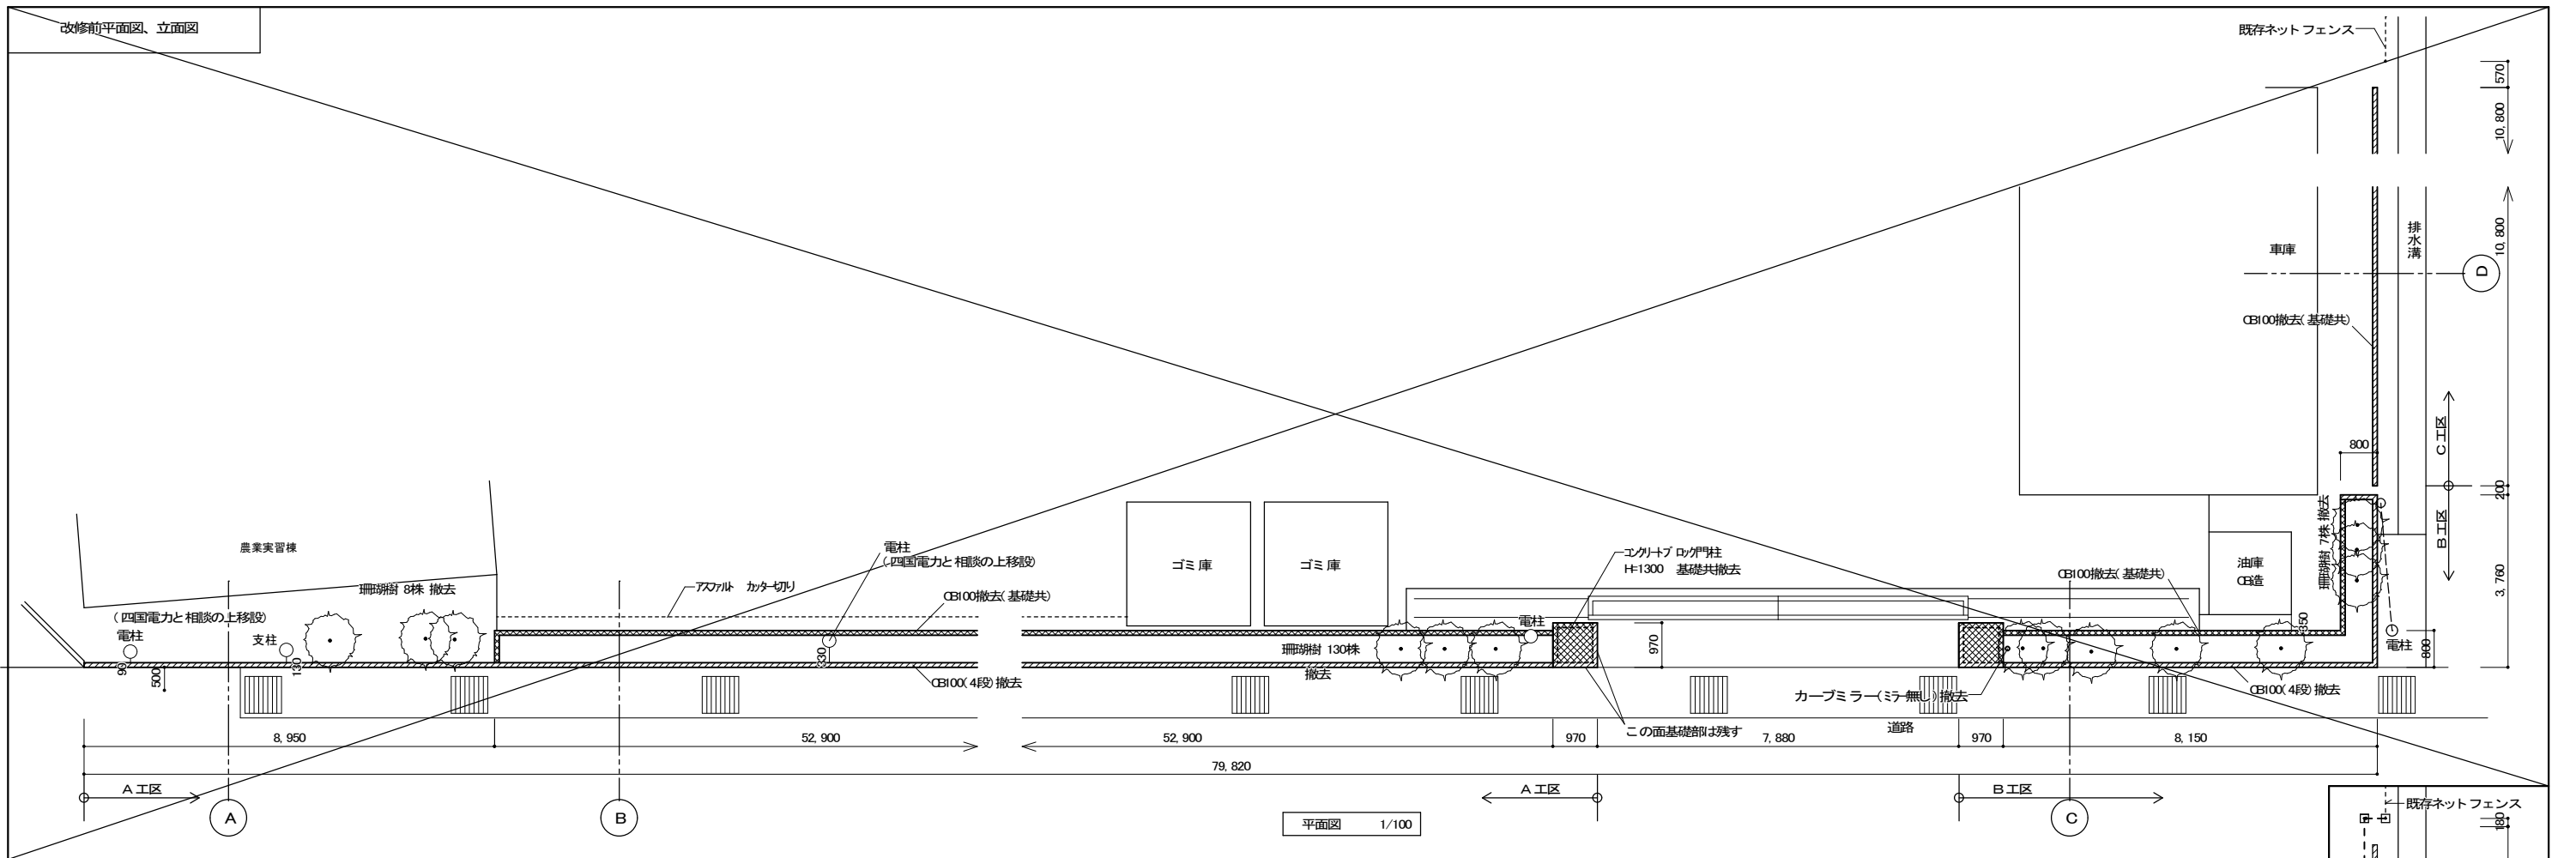 改修前平面図、立面図
既存ネットフェンス
570
10,800
10,800
排水溝
車庫
D
CB100撤去(基礎共)
C工区
800
200
B工区
珊瑚樹 7株 撤去
3,760
油庫
CB造
CB100撤去(基礎共)
350
電柱
800
農業実習棟
珊瑚樹 8株 撤去
(四国電力と相談の上移設)
電柱
支柱
90
500
130
アスファルト カッター切り
電柱
(四国電力と相談の上移設)
CB100撤去(基礎共)
330
CB100(4段)撤去
ゴミ庫
ゴミ庫
コンクリートブロック門柱
H=1300 基礎共撤去
電柱
珊瑚樹 130株
撤去
970
カーブミラー(ミラー無し)撤去
CB100(4段)撤去
この面基礎部は残す
道路
8,950
52,900
52,900
970
7,880
970
8,150
79,820
A工区
A工区
B工区
A
B
C
平面図 1/100
既存ネットフェンス
180